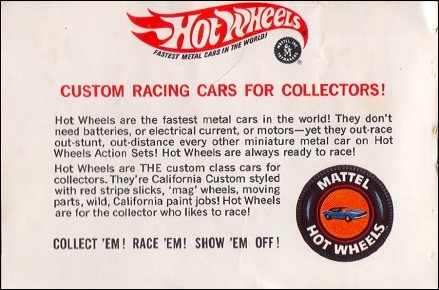 HOT WHEELS
FASTEST METAL CARS IN THE WORLD!
MATTEL, INC.
TOYMAKERS
CUSTOM RACING CARS FOR COLLECTORS!
Hot Wheels are the fastest metal cars in the world! They don't
need batteries, or electrical current, or motors—yet they out-race
out-stunt, out-distance every other miniature metal car on Hot
Wheels Action Sets! Hot Wheels are always ready to race!
Hot Wheels are THE custom class cars for
collectors. They're California Custom styled
with red stripe slicks, 'mag' wheels, moving
parts, wild, California paint jobs! Hot Wheels
are for the collector who likes to race!
MATTEL
HOT WHEELS
COLLECT 'EM! RACE 'EM! SHOW 'EM OFF!